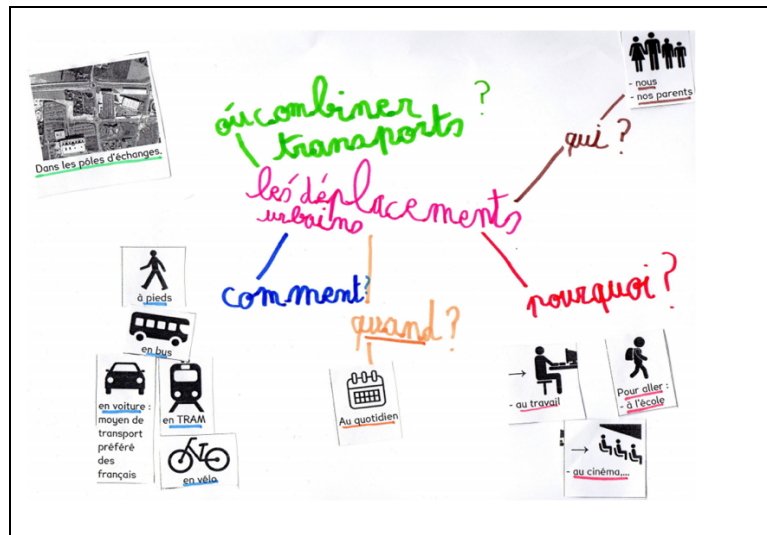 où combiner
transports ?
Dans les pôles d'échanges.
- nous
- nos parents
qui ?
les déplacements
urbains
comment ?
quand ?
pourquoi ?
à pieds
en bus
en voiture :
moyen de
transport
préféré
des
français
en TRAM
en vélo
Au quotidien
→
- au travail
Pour aller :
- à l'école
→
- au cinéma,...